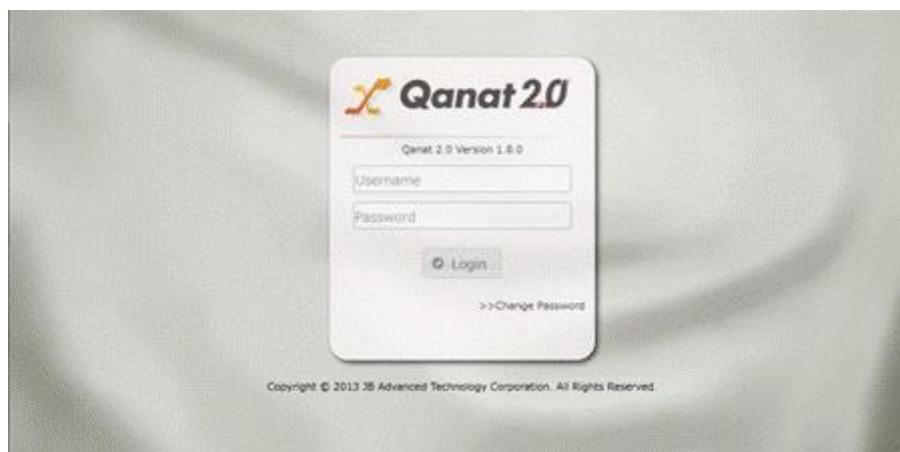 Qanat 2.0
Qanat 2.0 Version 1.8.0
Username
Password
Login
>>Change Password
Copyright © 2013 JB Advanced Technology Corporation. All Rights Reserved.